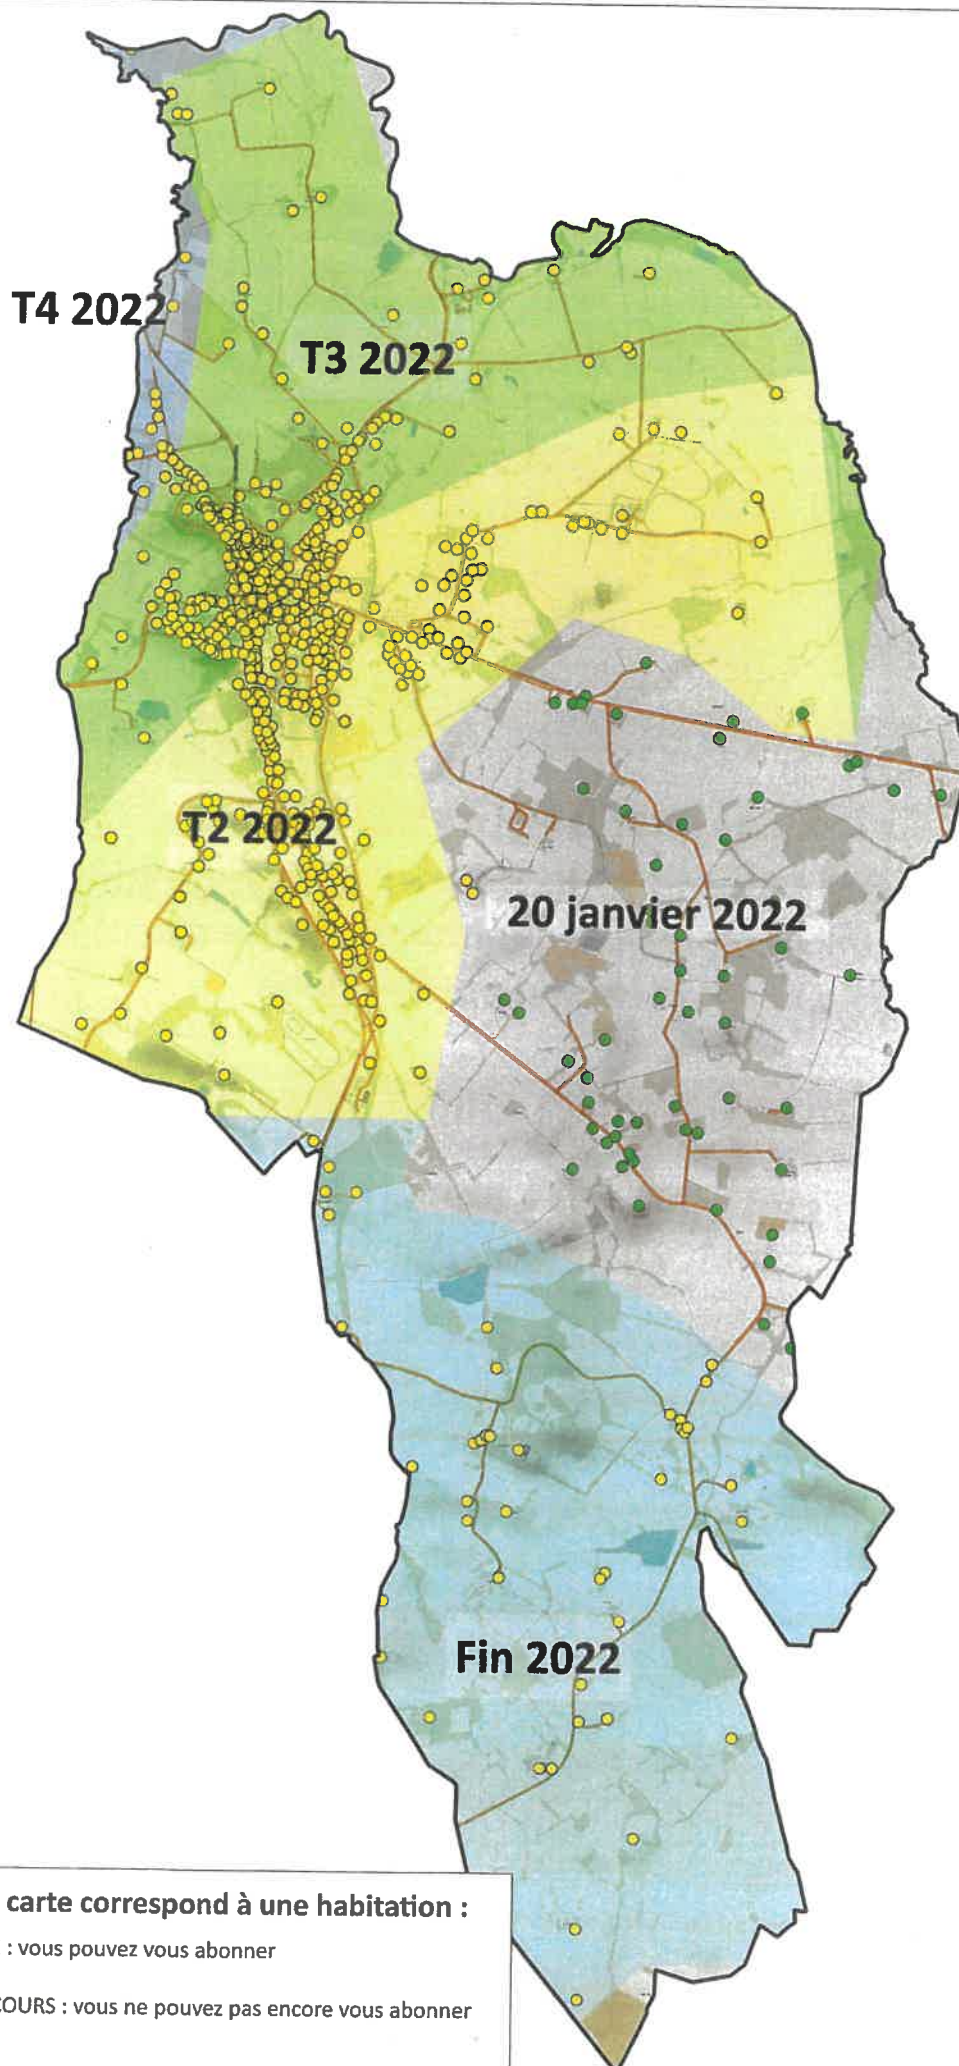 T4 2022
T3 2022
T2 2022
20 janvier 2022
Fin 2022
carte correspond à une habitation :
: vous pouvez vous abonner
COURS : vous ne pouvez pas encore vous abonner